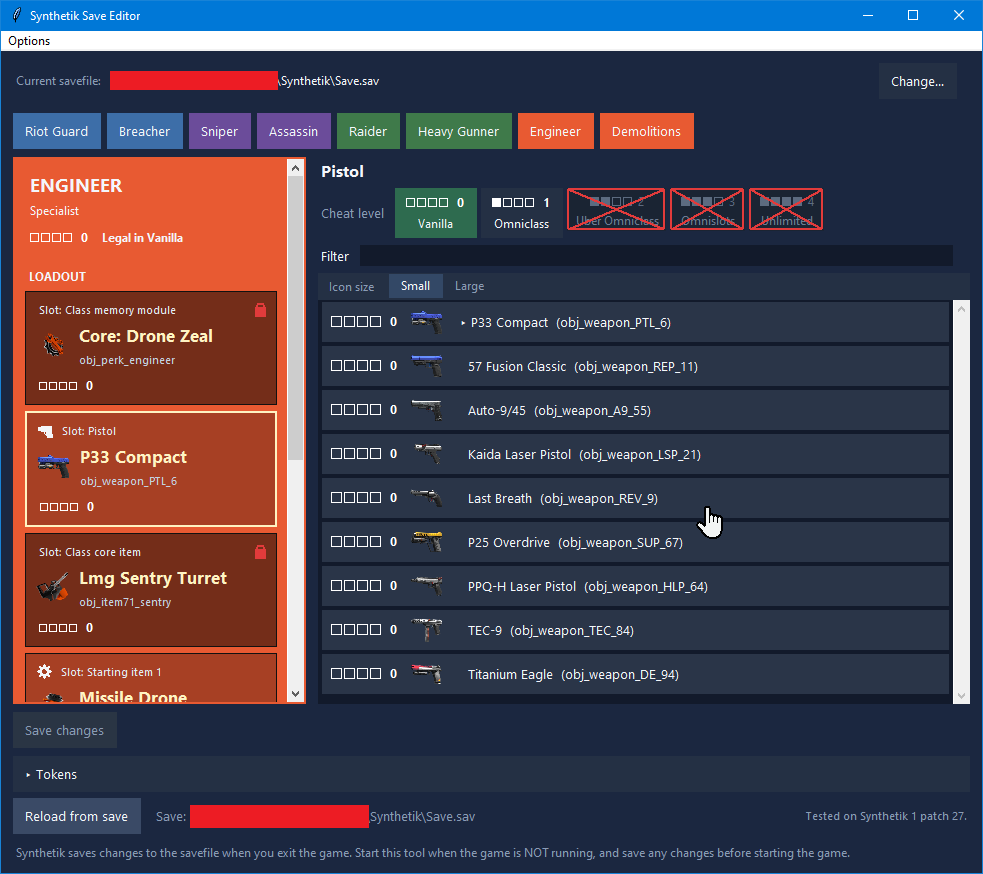 Synthetik Save Editor
Options
Current savefile: \Synthetik\Save.sav
Change...
Riot Guard
Breacher
Sniper
Assassin
Raider
Heavy Gunner
Engineer
Demolitions
ENGINEER
Specialist
0 Legal in Vanilla
LOADOUT
Slot: Class memory module
Core: Drone Zeal
obj_perk_engineer
0
Slot: Pistol
P33 Compact
obj_weapon_PTL_6
0
Slot: Class core item
Lmg Sentry Turret
obj_item71_sentry
0
Slot: Starting item 1
Missile Drone
Pistol
Cheat level
0
Vanilla
1
Omniclass
2
Uber Omniclass
3
Omnislots
4
Unlimited
Filter
Icon size
Small
Large
0 ▸ P33 Compact (obj_weapon_PTL_6)
0 57 Fusion Classic (obj_weapon_REP_11)
0 Auto-9/45 (obj_weapon_A9_55)
0 Kaida Laser Pistol (obj_weapon_LSP_21)
0 Last Breath (obj_weapon_REV_9)
0 P25 Overdrive (obj_weapon_SUP_67)
0 PPQ-H Laser Pistol (obj_weapon_HLP_64)
0 TEC-9 (obj_weapon_TEC_84)
0 Titanium Eagle (obj_weapon_DE_94)
Save changes
▸ Tokens
Reload from save
Save: Synthetik\Save.sav
Tested on Synthetik 1 patch 27.
Synthetik saves changes to the savefile when you exit the game. Start this tool when the game is NOT running, and save any changes before starting the game.